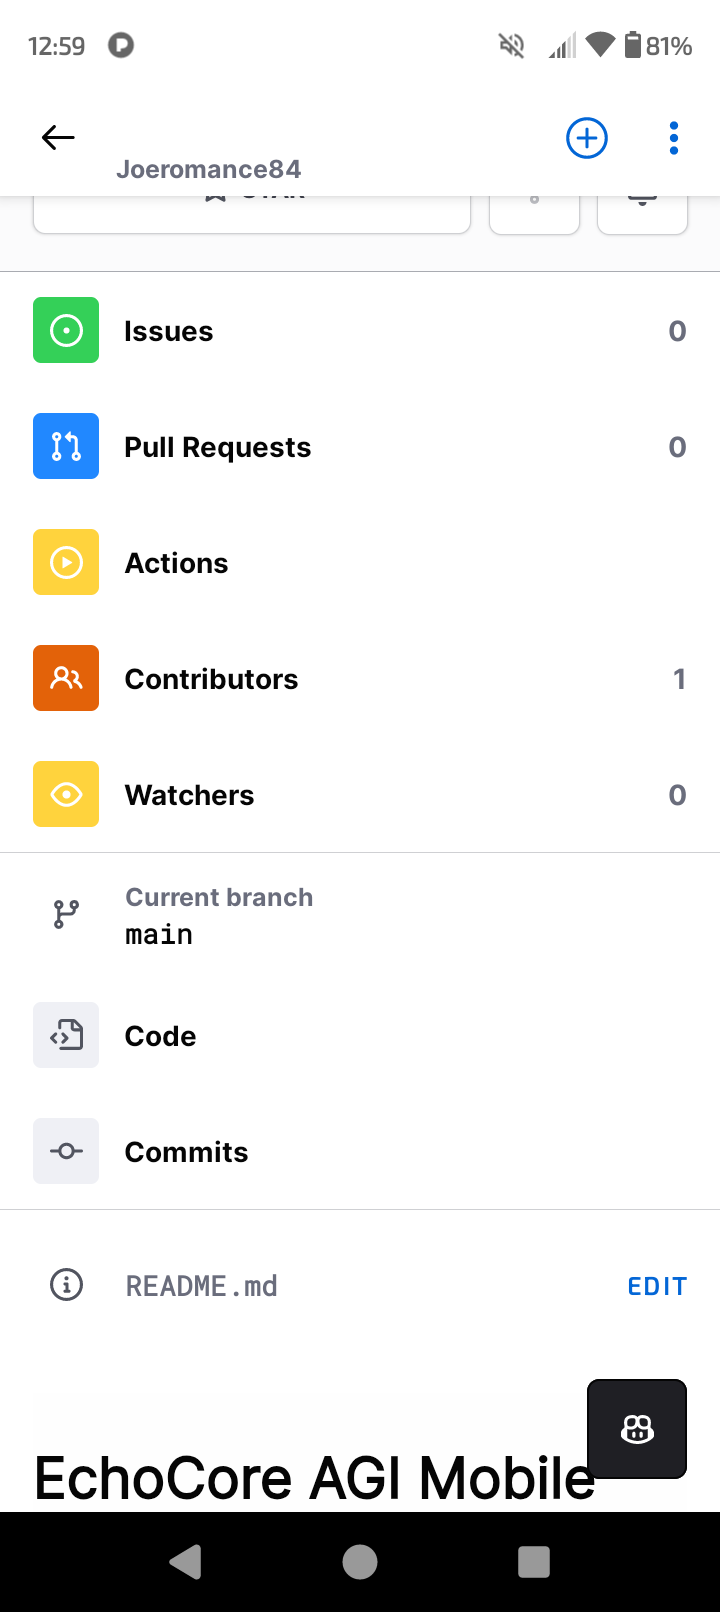 12:59
81%
Joeromance84
Issues 0
Pull Requests 0
Actions
Contributors 1
Watchers 0
Current branch
main
Code
Commits
README.md EDIT
EchoCore AGI Mobile